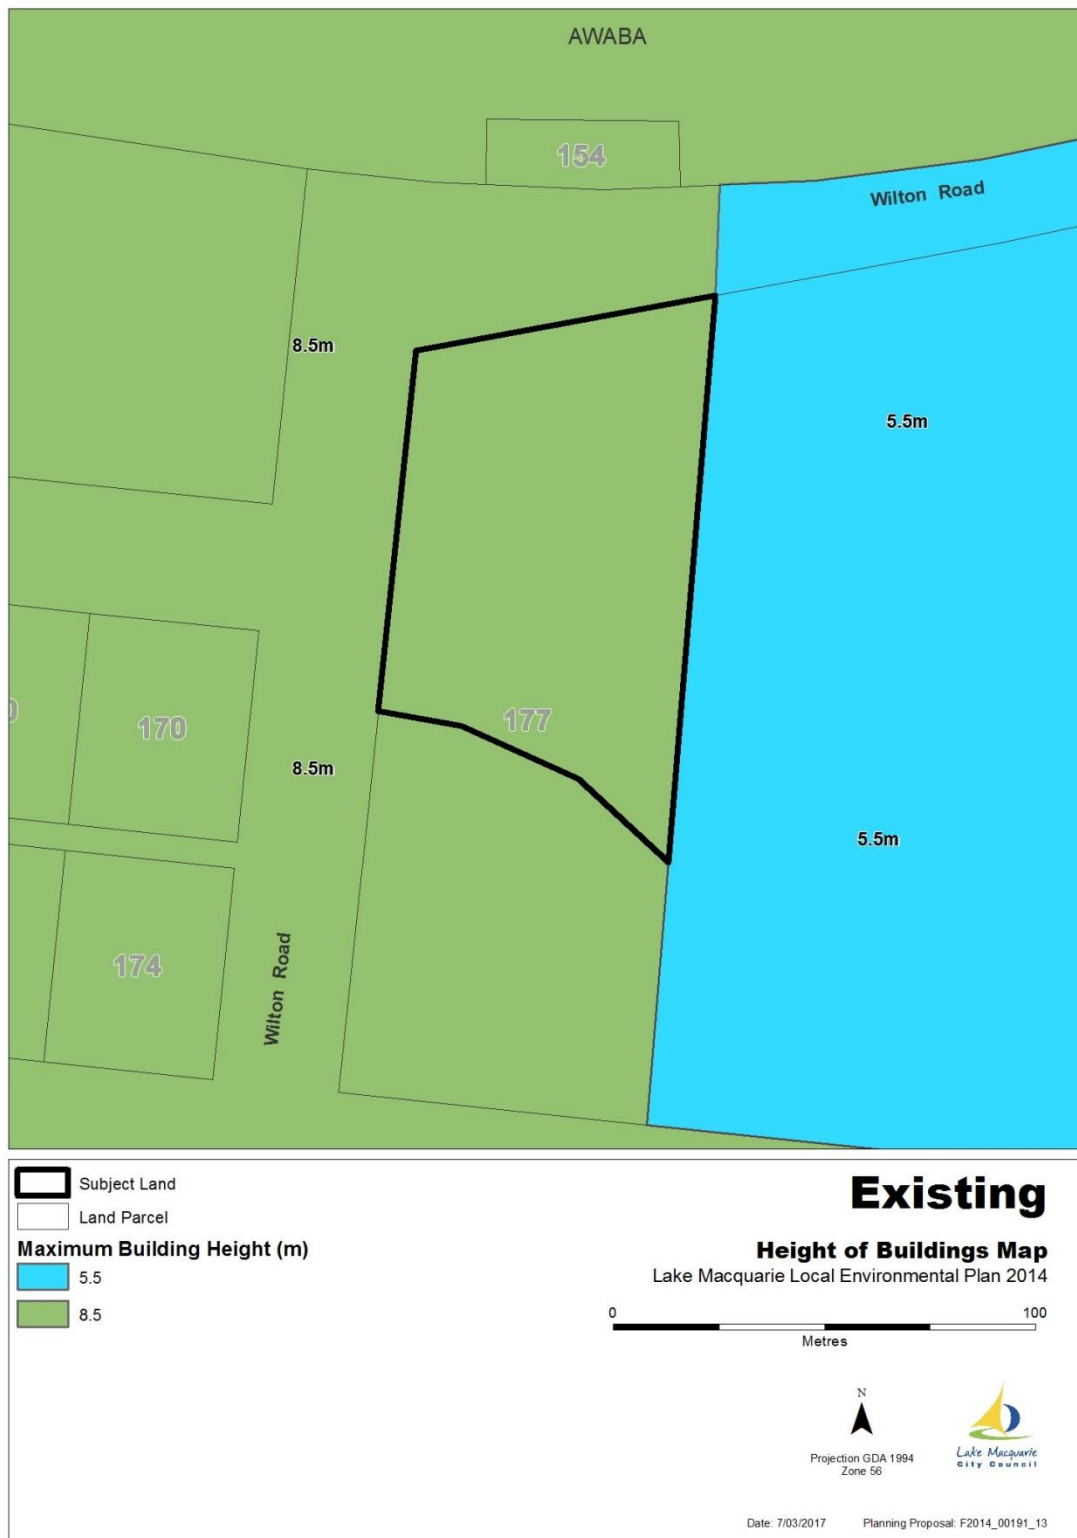 AWABA
154
Wilton Road
8.5m
5.5m
0
170
177
8.5m
5.5m
174
Wilton Road
Subject Land
Land Parcel
Maximum Building Height (m)
5.5
8.5
Existing
Height of Buildings Map
Lake Macquarie Local Environmental Plan 2014
0 100
Metres
N
Projection GDA 1994
Zone 56
Lake Macquarie
City Council
Date: 7/03/2017 Planning Proposal: F2014_00191_13